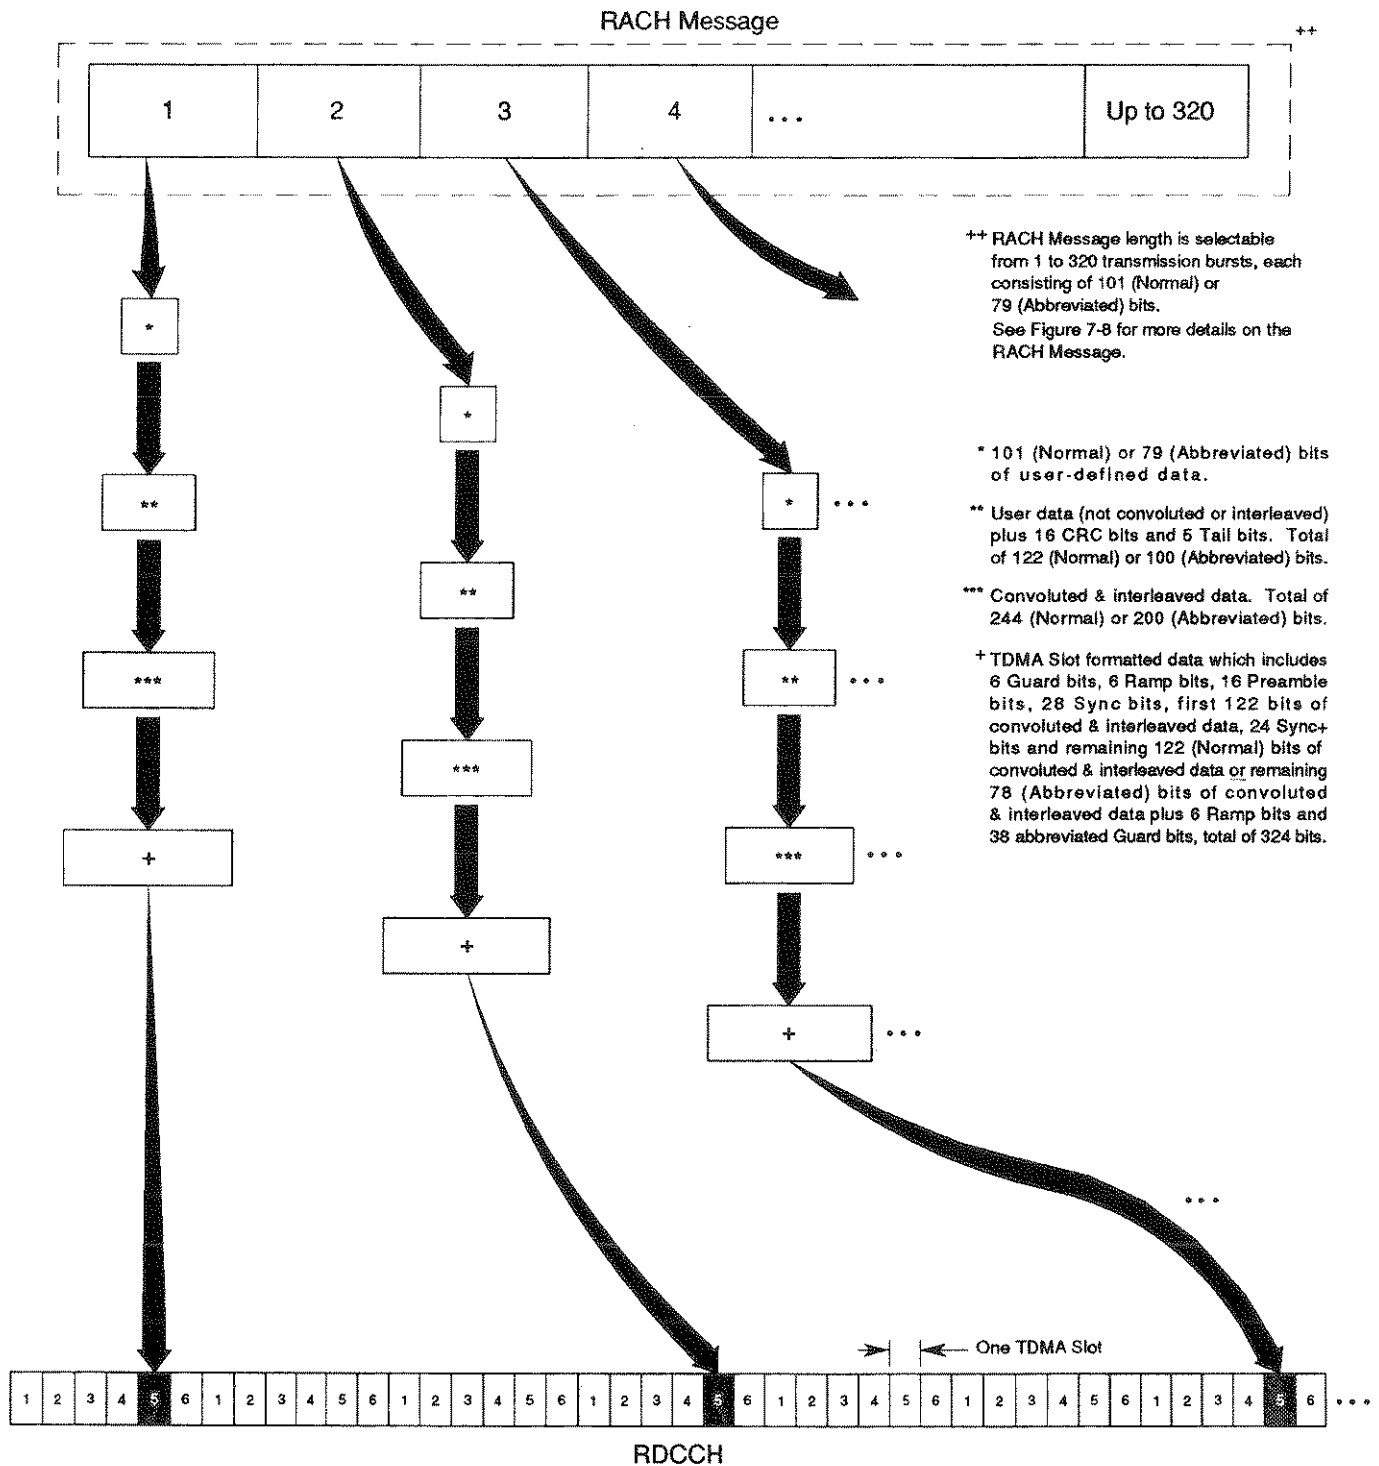 RACH Message
++
1 2 3 4 ... Up to 320
++ RACH Message length is selectable
from 1 to 320 transmission bursts, each
consisting of 101 (Normal) or
79 (Abbreviated) bits.
See Figure 7-8 for more details on the
RACH Message.
*
*
* 101 (Normal) or 79 (Abbreviated) bits
of user-defined data.
* ...
**
** User data (not convoluted or interleaved)
plus 16 CRC bits and 5 Tail bits. Total
of 122 (Normal) or 100 (Abbreviated) bits.
**
*** Convoluted & interleaved data. Total of
244 (Normal) or 200 (Abbreviated) bits.
***
** ...
+ TDMA Slot formatted data which includes
6 Guard bits, 6 Ramp bits, 16 Preamble
bits, 28 Sync bits, first 122 bits of
convoluted & interleaved data, 24 Sync+
bits and remaining 122 (Normal) bits of
convoluted & interleaved data or remaining
78 (Abbreviated) bits of convoluted
& interleaved data plus 6 Ramp bits and
38 abbreviated Guard bits, total of 324 bits.
***
+
*** ...
+
+ ...
...
One TDMA Slot
1 2 3 4 5 6 1 2 3 4 5 6 1 2 3 4 5 6 1 2 3 4 5 6 1 2 3 4 5 6 1 2 3 4 5 6 1 2 3 4 5 6 ...
RDCCH